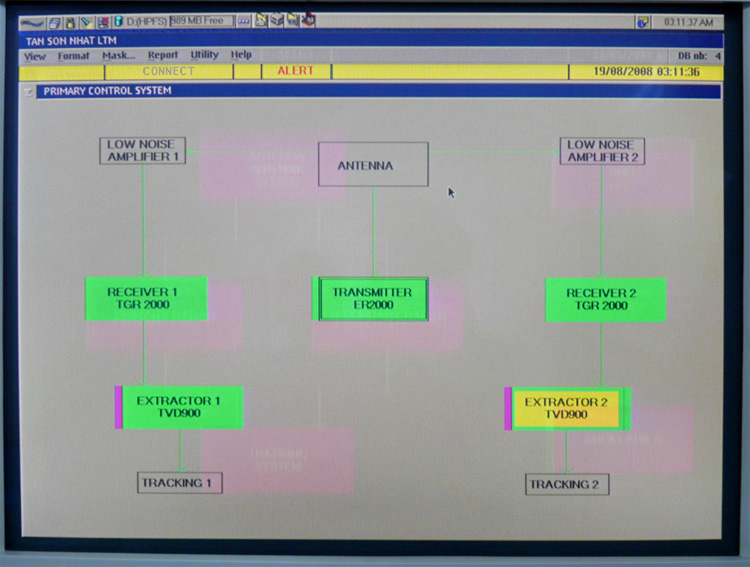 D:(HPFS) 989 MB Free 03:11:37 AM
TAN SON NHAT LTM
View Format Mask... Report Utility Help DB nb: 4
CONNECT ALERT 19/08/2008 03:11:36
PRIMARY CONTROL SYSTEM
LOW NOISE
AMPLIFIER 1
ANTENNA
LOW NOISE
AMPLIFIER 2
RECEIVER 1
TGR 2000
TRANSMITTER
ER2000
RECEIVER 2
TGR 2000
EXTRACTOR 1
TVD900
EXTRACTOR 2
TVD900
TRACKING 1
TRACKING 2
TRACKING
SYSTEM